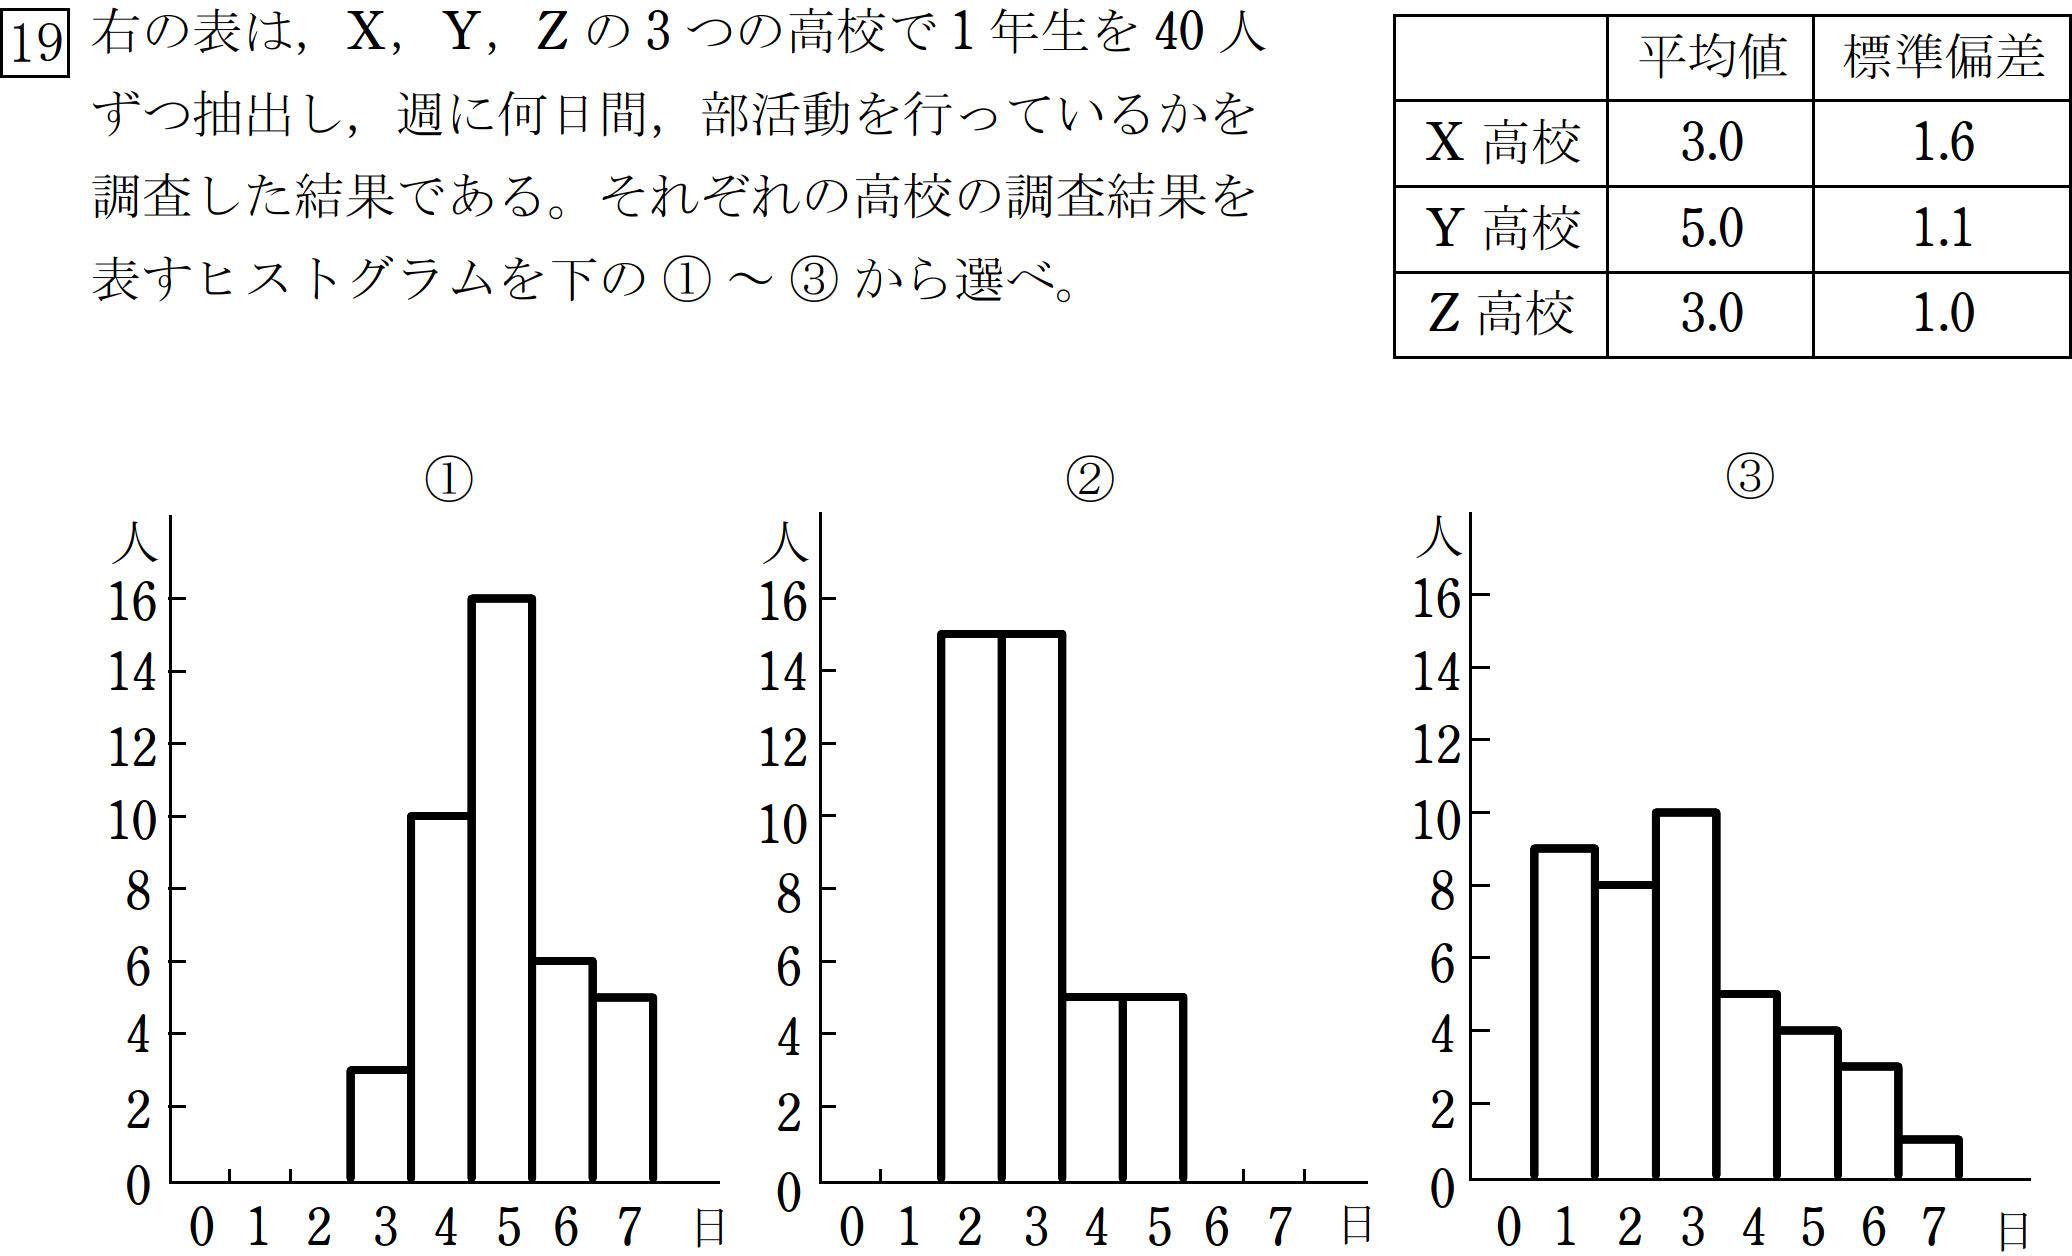 19 右の表は，X，Y，Z の 3 つの高校で 1 年生を 40 人
ずつ抽出し，週に何日間，部活動を行っているかを
調査した結果である。それぞれの高校の調査結果を
表すヒストグラムを下の ① ～ ③ から選べ。
平均値 標準偏差
X 高校 3.0 1.6
Y 高校 5.0 1.1
Z 高校 3.0 1.0
①
人
16
14
12
10
8
6
4
2
0
0 1 2 3 4 5 6 7 日
②
人
16
14
12
10
8
6
4
2
0
0 1 2 3 4 5 6 7 日
③
人
16
14
12
10
8
6
4
2
0
0 1 2 3 4 5 6 7 日